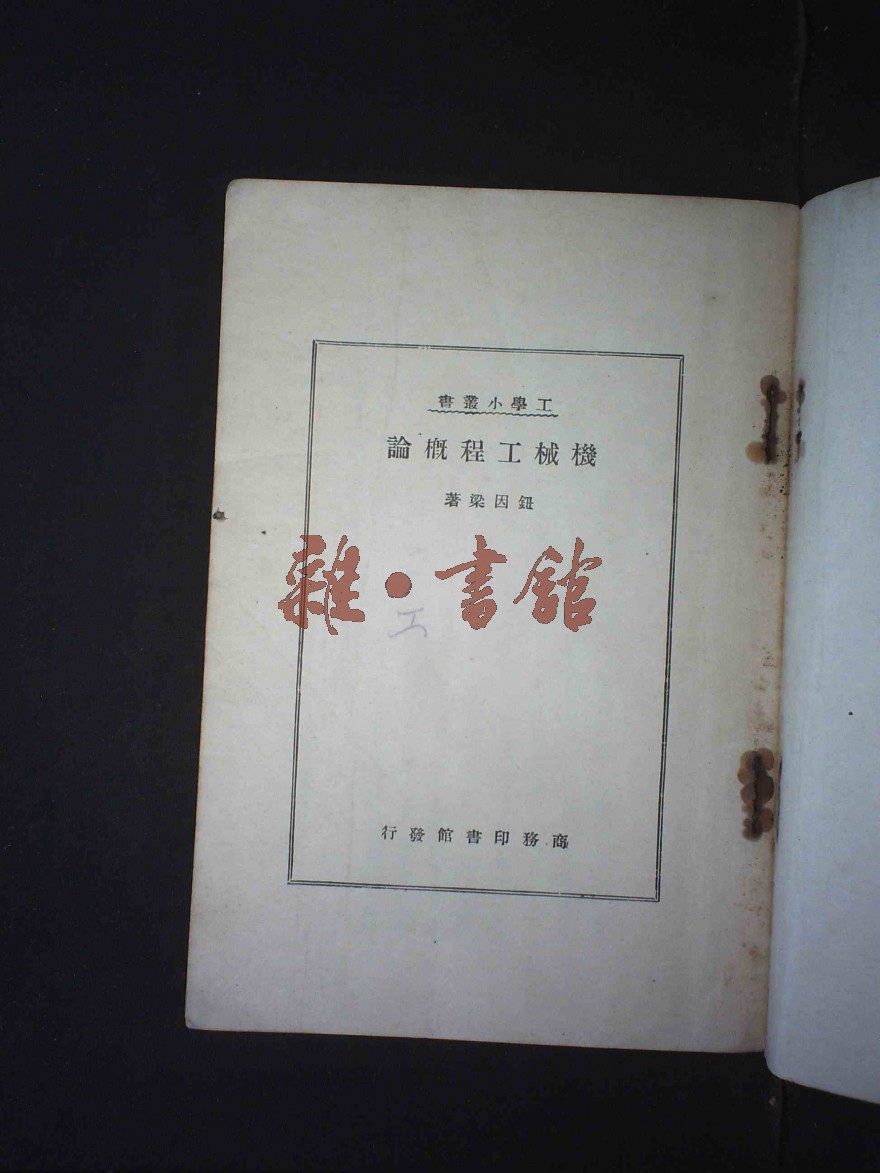 工學小叢書
機械工程概論
鈕因梁著
雜·書館
工
商務印書館發行